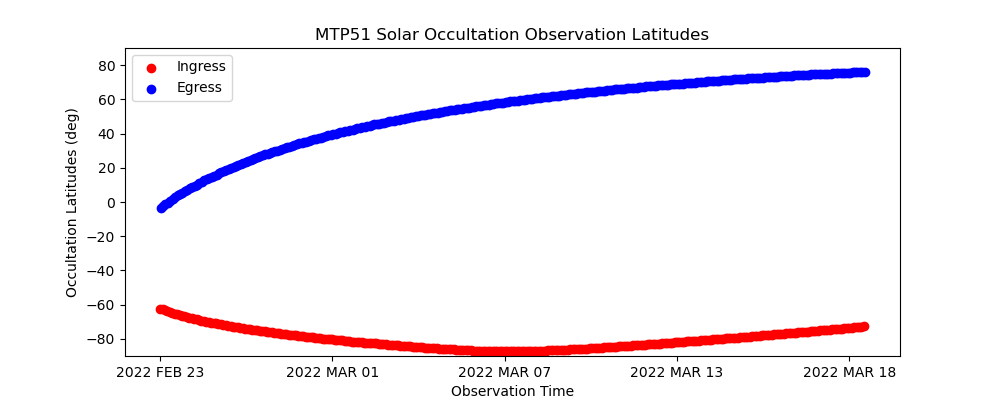 MTP51 Solar Occultation Observation Latitudes
Ingress
Egress
Occultation Latitudes (deg)
80
60
40
20
0
−20
−40
−60
−80
2022 FEB 23
2022 MAR 01
2022 MAR 07
2022 MAR 13
2022 MAR 18
Observation Time